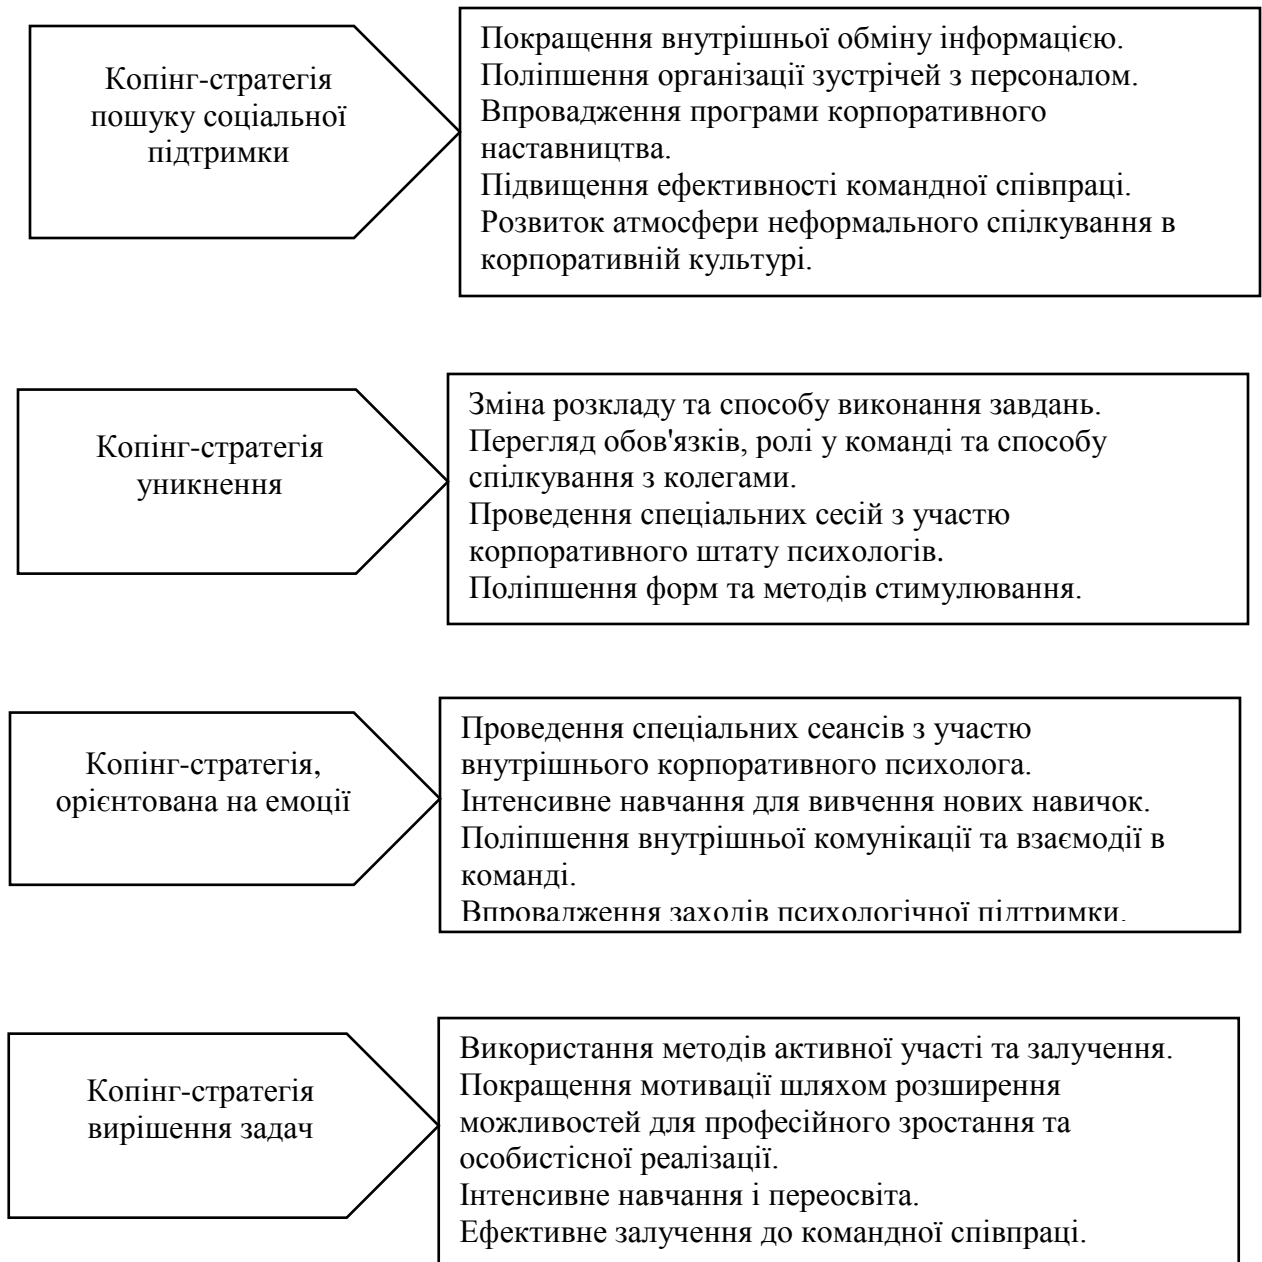 Копінг-стратегія
пошуку соціальної
підтримки
Покращення внутрішньої обміну інформацією.
Поліпшення організації зустрічей з персоналом.
Впровадження програми корпоративного
наставництва.
Підвищення ефективності командної співпраці.
Розвиток атмосфери неформального спілкування в
корпоративній культурі.
Копінг-стратегія
уникнення
Зміна розкладу та способу виконання завдань.
Перегляд обов'язків, ролі у команді та способу
спілкування з колегами.
Проведення спеціальних сесій з участю
корпоративного штату психологів.
Поліпшення форм та методів стимулювання.
Копінг-стратегія,
орієнтована на емоції
Проведення спеціальних сеансів з участю
внутрішнього корпоративного психолога.
Інтенсивне навчання для вивчення нових навичок.
Поліпшення внутрішньої комунікації та взаємодії в
команді.
Впровадження заходів психологічної підтримки.
Копінг-стратегія
вирішення задач
Використання методів активної участі та залучення.
Покращення мотивації шляхом розширення
можливостей для професійного зростання та
особистісної реалізації.
Інтенсивне навчання і переосвіта.
Ефективне залучення до командної співпраці.